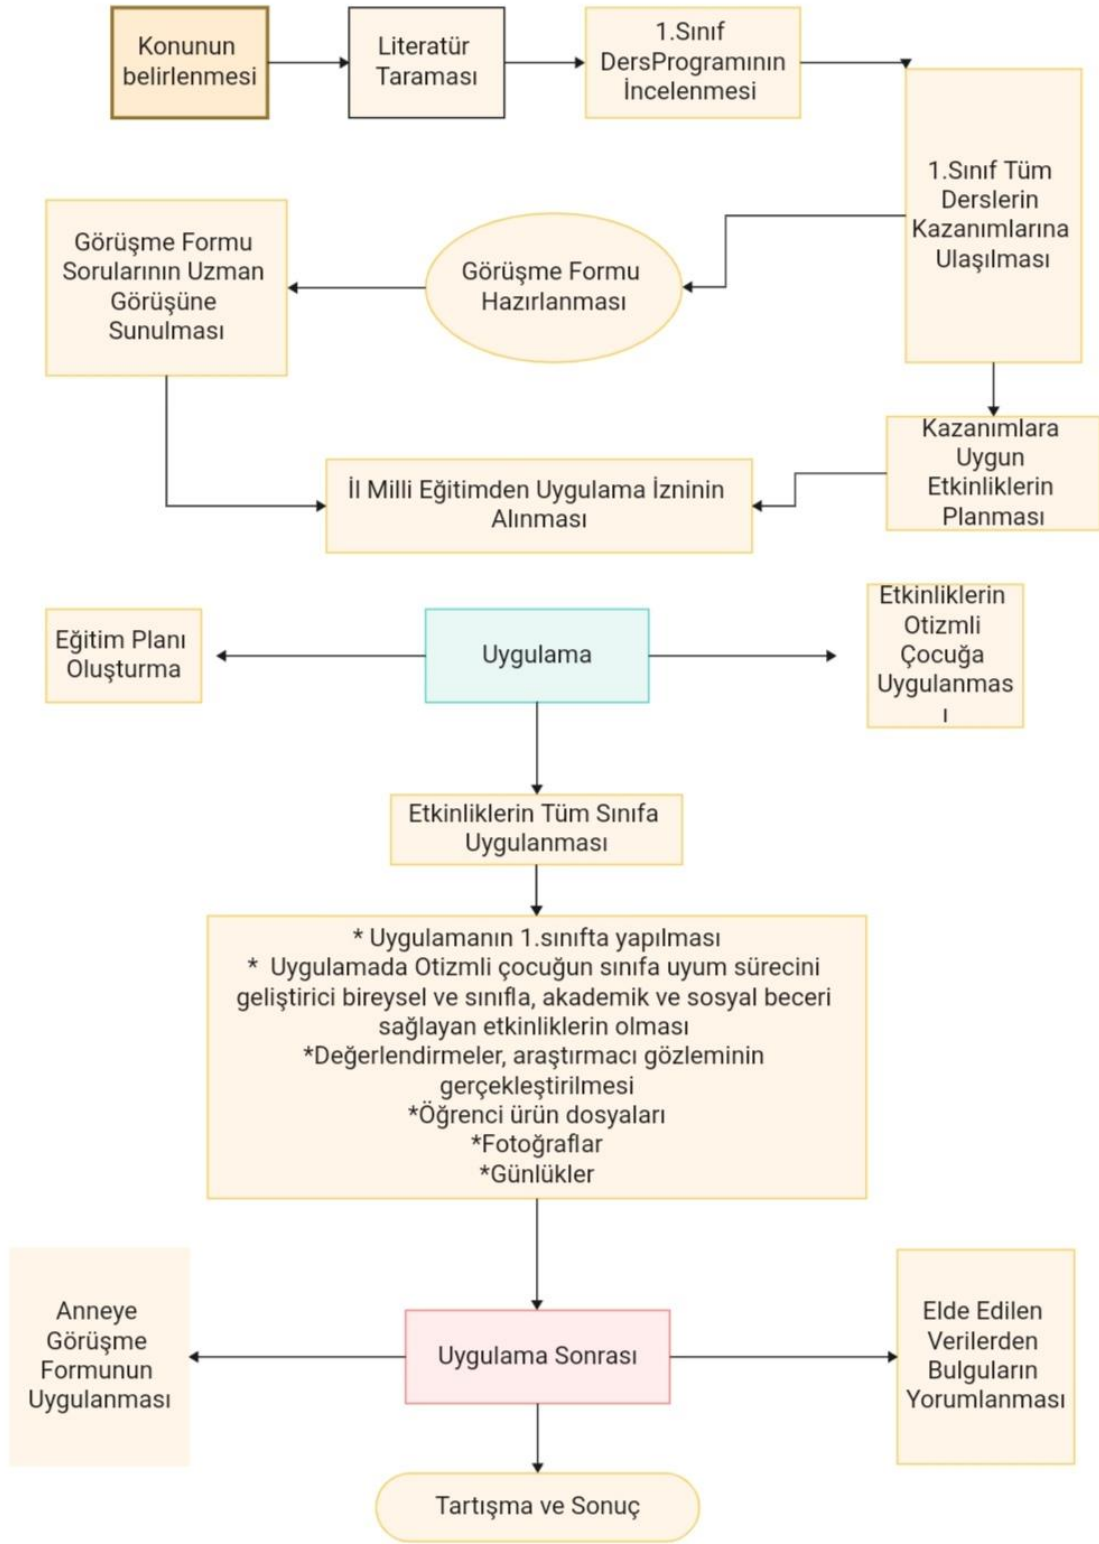 Konunun
belirlenmesi
Literatür
Taraması
1.Sınıf
DersProgramının
İncelenmesi
1.Sınıf Tüm
Derslerin
Kazanımlarına
Ulaşılması
Görüşme Formu
Hazırlanması
Görüşme Formu
Sorularının Uzman
Görüşüne
Sunulması
Kazanımlara
Uygun
Etkinliklerin
Planması
İl Milli Eğitimden Uygulama İzninin
Alınması
Eğitim Planı
Oluşturma
Uygulama
Etkinliklerin
Otizmli
Çocuğa
Uygulanmas
ı
Etkinliklerin Tüm Sınıfa
Uygulanması
* Uygulamanın 1.sınıfta yapılması
* Uygulamada Otizmli çocuğun sınıfa uyum sürecini
geliştirici bireysel ve sınıfla, akademik ve sosyal beceri
sağlayan etkinliklerin olması
*Değerlendirmeler, araştırmacı gözleminin
gerçekleştirilmesi
*Öğrenci ürün dosyaları
*Fotoğraflar
*Günlükler
Anneye
Görüşme
Formunun
Uygulanması
Uygulama Sonrası
Elde Edilen
Verilerden
Bulguların
Yorumlanması
Tartışma ve Sonuç